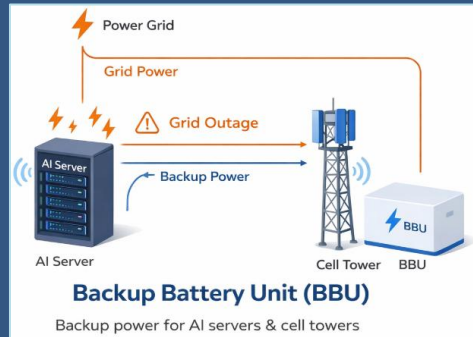 Power Grid
Grid Power
Grid Outage
AI Server
Backup Power
BBU
AI Server
Cell Tower
BBU
Backup Battery Unit (BBU)
Backup power for AI servers & cell towers